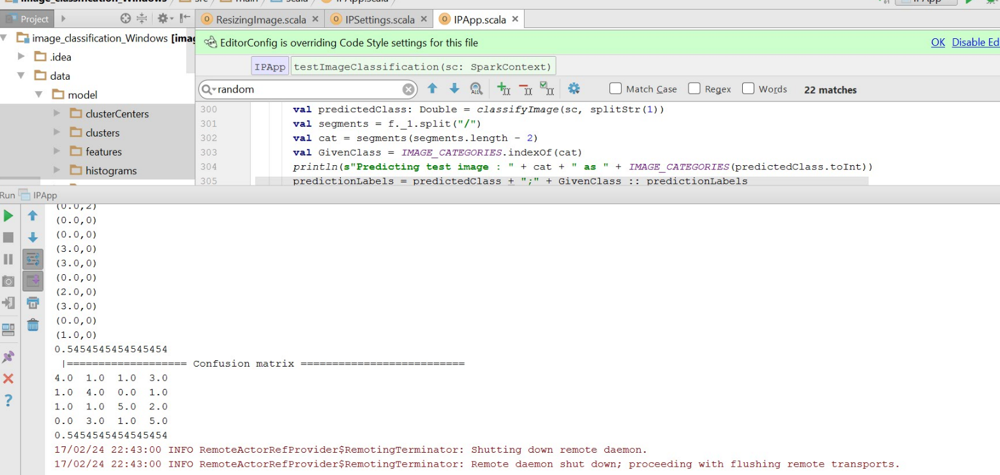 image_classification_Windows src main scala IPApp.scala
IPApp
Project
ResizingImage.scala × IPSettings.scala × IPApp.scala ×
image_classification_Windows [imag
.idea
data
model
clusterCenters
clusters
features
histograms
EditorConfig is overriding Code Style settings for this file OK Disable Ed
IPApp testImageClassification(sc: SparkContext)
random Match Case Regex Words 22 matches
300 val predictedClass: Double = classifyImage(sc, splitStr(1))
301 val segments = f._1.split("/")
302 val cat = segments(segments.length - 2)
303 val GivenClass = IMAGE_CATEGORIES.indexOf(cat)
304 println(s"Predicting test image : " + cat + " as " + IMAGE_CATEGORIES(predictedClass.toInt))
305 predictionLabels = predictedClass + ";" + GivenClass :: predictionLabels
Run IPApp
(0.0,2)
(0.0,0)
(0.0,0)
(3.0,0)
(3.0,0)
(0.0,0)
(2.0,0)
(3.0,0)
(0.0,0)
(1.0,0)
0.5454545454545454
|=================== Confusion matrix ==========================
4.0 1.0 1.0 3.0
1.0 4.0 0.0 1.0
1.0 1.0 5.0 2.0
0.0 3.0 1.0 5.0
0.5454545454545454
17/02/24 22:43:00 INFO RemoteActorRefProvider$RemotingTerminator: Shutting down remote daemon.
17/02/24 22:43:00 INFO RemoteActorRefProvider$RemotingTerminator: Remote daemon shut down; proceeding with flushing remote transports.